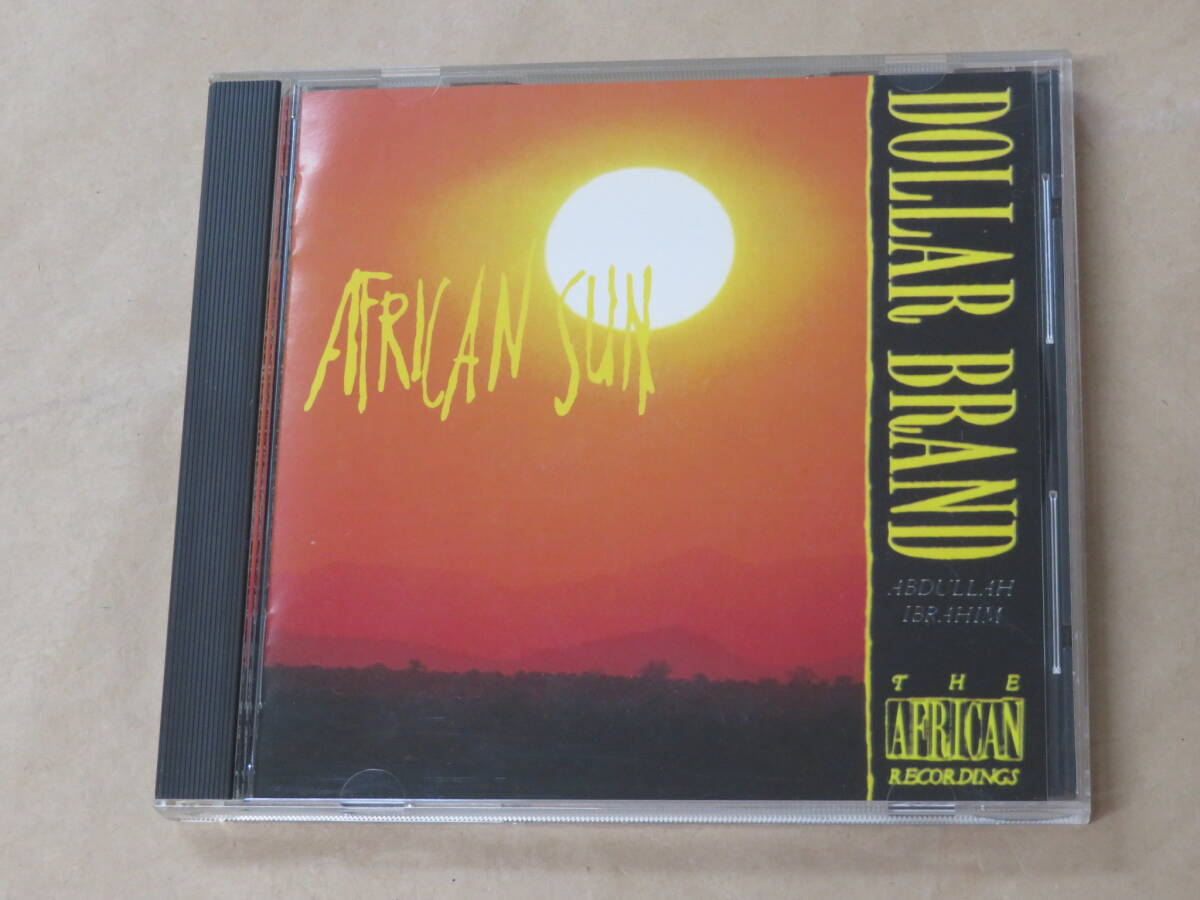 AFRICAN SUN
DOLLAR BRAND
ABDULLAH
IBRAHIM
THE
AFRICAN
RECORDINGS